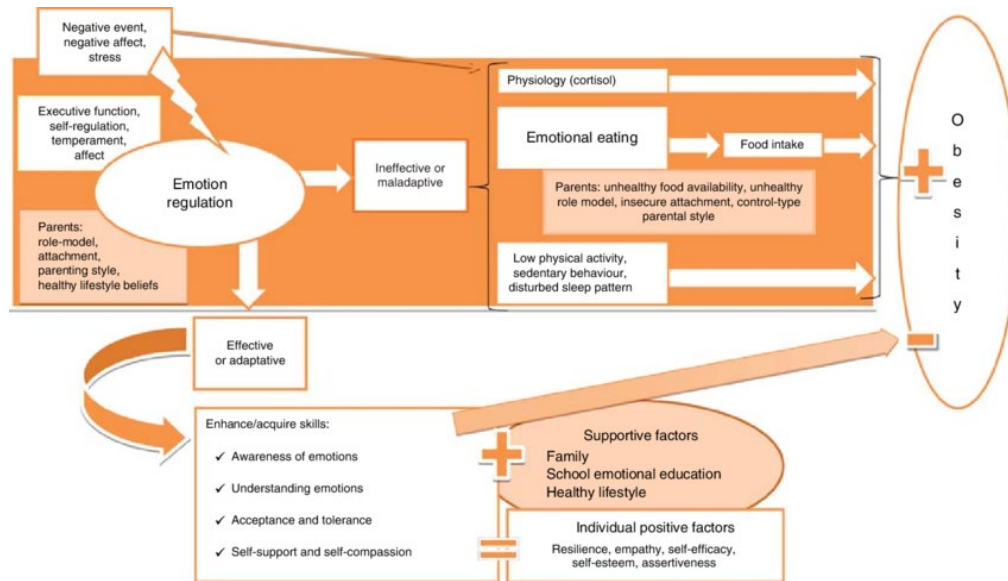 Negative event,
negative affect,
stress
Executive function,
self-regulation,
temperament,
affect
Emotion
regulation
Parents:
role-model,
attachment,
parenting style,
healthy lifestyle beliefs
Ineffective or
maladaptive
Physiology (cortisol)
Emotional eating
Food intake
Parents: unhealthy food availability, unhealthy
role model, insecure attachment, control-type
parental style
Low physical activity,
sedentary behaviour,
disturbed sleep pattern
Obesity
Effective
or adaptative
Enhance/acquire skills:
✓ Awareness of emotions
✓ Understanding emotions
✓ Acceptance and tolerance
✓ Self-support and self-compassion
Supportive factors
Family
School emotional education
Healthy lifestyle
Individual positive factors
Resilience, empathy, self-efficacy,
self-esteem, assertiveness